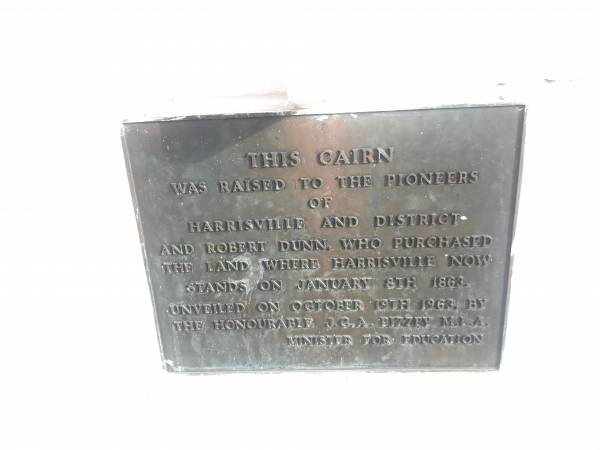 THIS CAIRN
WAS RAISED TO THE PIONEERS
OF
HARRISVILLE AND DISTRICT
AND ROBERT DUNN, WHO PURCHASED
THE LAND WHERE HARRISVILLE NOW
STANDS ON JANUARY 8TH 1863.
UNVEILED ON OCTOBER 19TH 1963, BY
THE HONOURABLE J.C.A. PIZZEY M.L.A.
MINISTER FOR EDUCATION